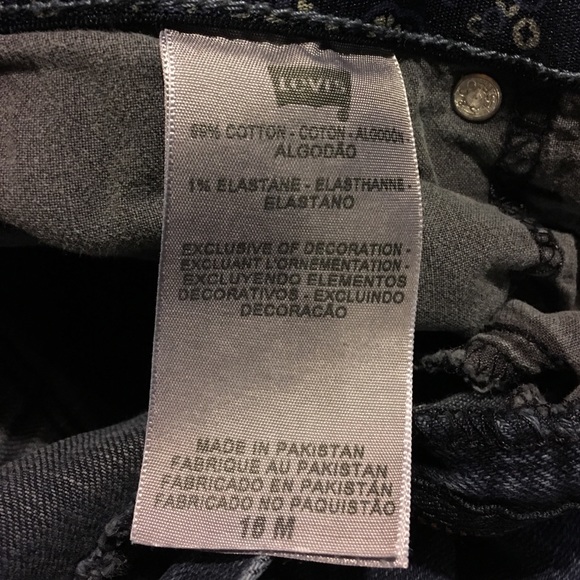 LEVI'S
99% COTTON - COTON - ALGODÓN -
ALGODÃO
1% ELASTANE - ELASTHANNE -
ELASTANO
EXCLUSIVE OF DECORATION -
EXCLUANT L'ORNEMENTATION -
EXCLUYENDO ELEMENTOS
DECORATIVOS - EXCLUINDO
DECORACÃO
MADE IN PAKISTAN
FABRIQUE AU PAKISTAN
FABRICADO EN PAKISTÁN
FABRICADO NO PAQUISTÃO
18 M